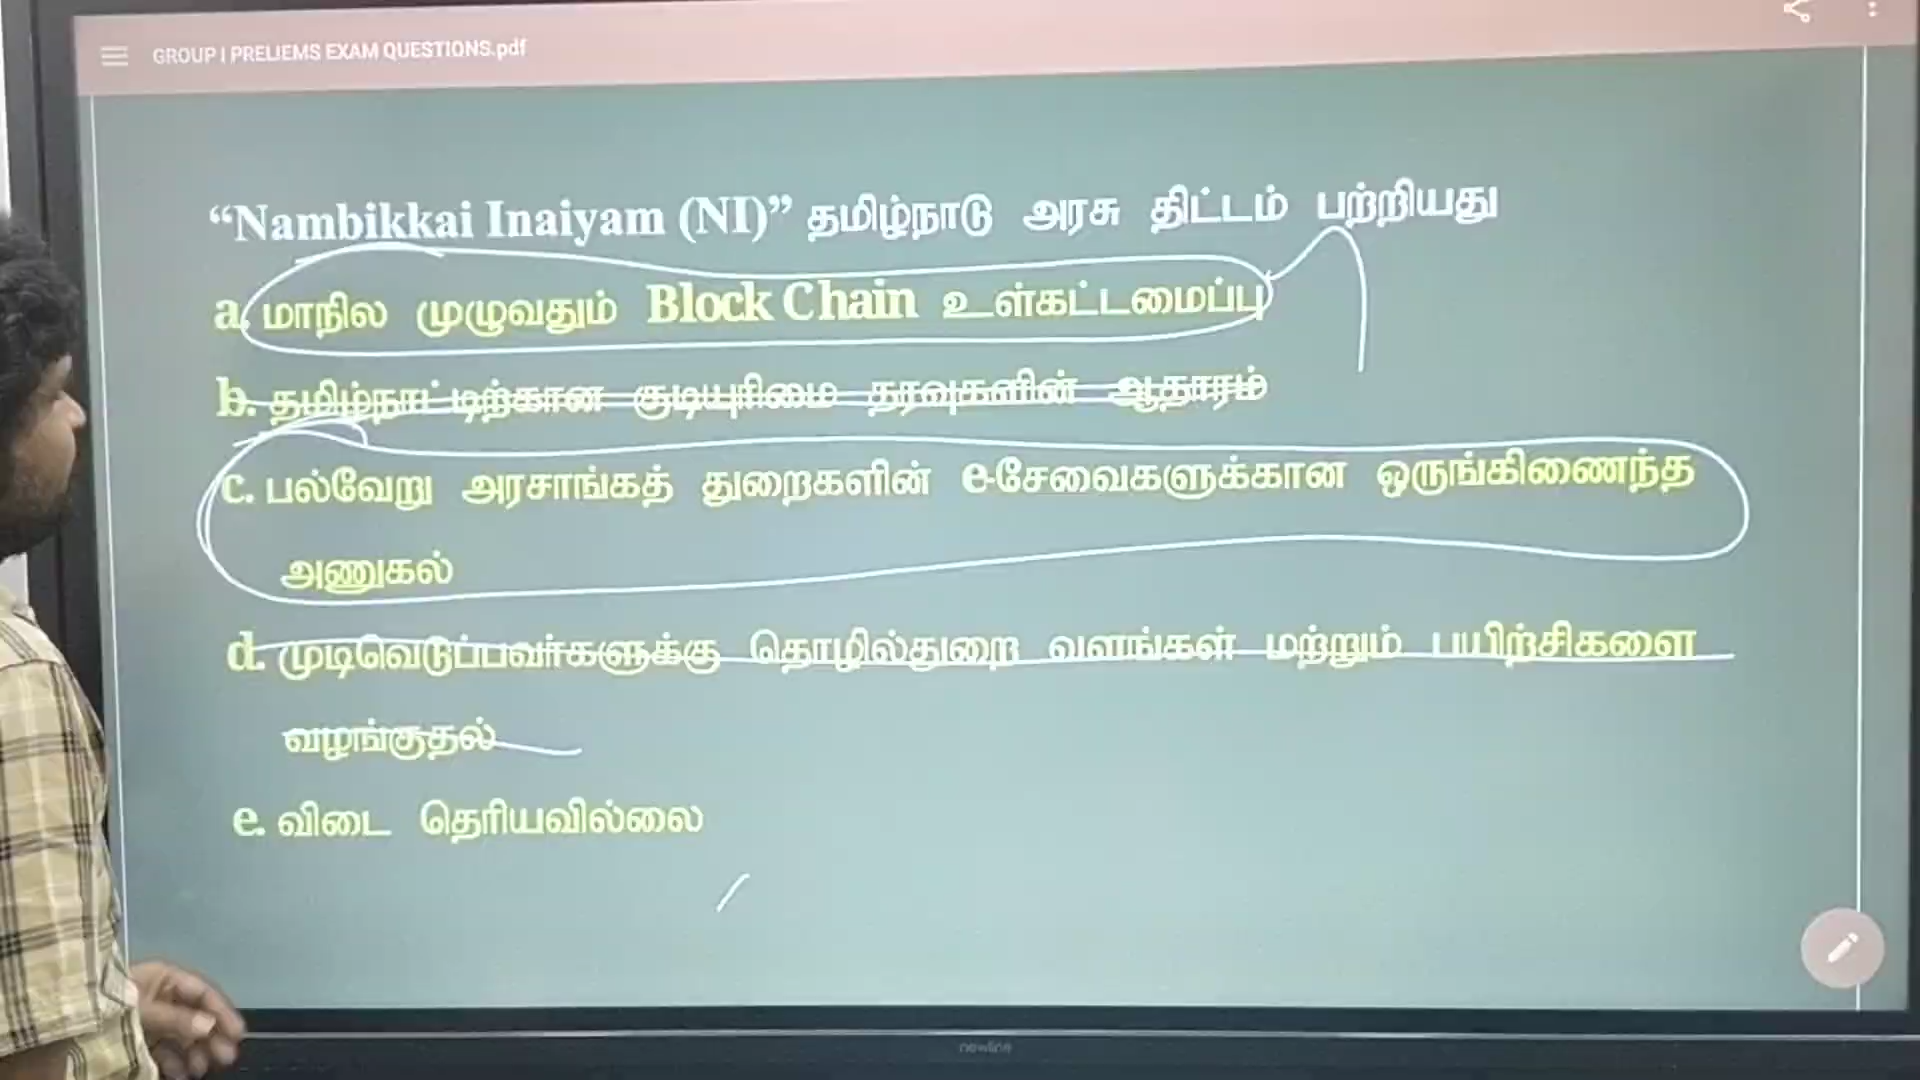 GROUP I PRELIEMS EXAM QUESTIONS.pdf
“Nambikkai Inaiyam (NI)” தமிழ்நாடு அரசு திட்டம் பற்றியது
a. மாநில முழுவதும் Block Chain உள்கட்டமைப்பு
b. தமிழ்நாட்டிற்கான குடியுரிமை தரவுகளின் ஆதாரம்
c. பல்வேறு அரசாங்கத் துறைகளின் e-சேவைகளுக்கான ஒருங்கிணைந்த
அணுகல்
d. முடிவெடுப்பவர்களுக்கு தொழில்துறை வளங்கள் மற்றும் பயிற்சிகளை
வழங்குதல்
e. விடை தெரியவில்லை
newline